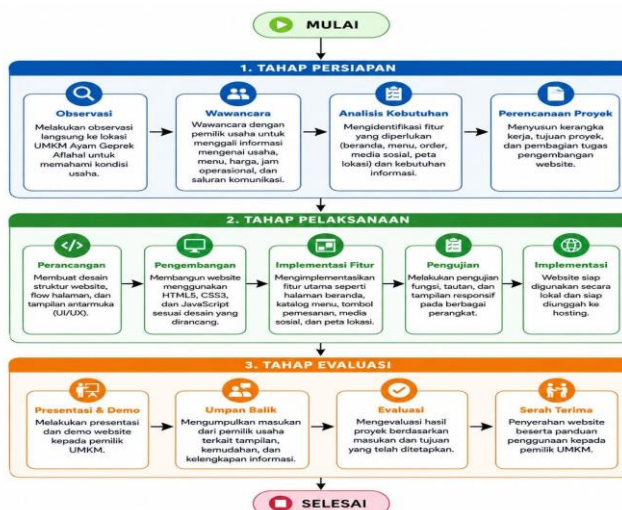 MULAI
1. TAHAP PERSIAPAN
Observasi
Melakukan observasi
langsung ke lokasi
UMKM Ayam Geprek
Aflahal untuk
memahami kondisi
usaha.
Wawancara
Wawancara dengan
pemilik usaha untuk
menggali informasi
mengenai usaha,
menu, harga, jam
operasional, dan
saluran komunikasi.
Analisis Kebutuhan
Mengidentifikasi fitur
yang diperlukan
(beranda, menu, order,
media sosial, peta
lokasi) dan kebutuhan
informasi.
Perencanaan Proyek
Menyusun kerangka
kerja, tujuan proyek,
dan pembagian tugas
pengembangan
website.
2. TAHAP PELAKSANAAN
Perancangan
Membuat desain
struktur website,
flow halaman, dan
tampilan antarmuka
(UI/UX).
Pengembangan
Membangun website
menggunakan
HTML5, CSS3,
dan JavaScript
sesuai desain yang
dirancang.
Implementasi Fitur
Mengimplementasikan
fitur utama seperti
halaman beranda,
katalog menu, tombol
pemesanan, media
sosial, dan peta lokasi.
Pengujian
Melakukan pengujian
fungsi, tautan, dan
tampilan responsif
pada berbagai
perangkat.
Implementasi
Website siap
digunakan secara
lokal dan siap
diunggah ke
hosting.
3. TAHAP EVALUASI
Presentasi & Demo
Melakukan presentasi
dan demo website
kepada pemilik
UMKM.
Umpan Balik
Mengumpulkan masukan
dari pemilik usaha
terkait tampilan,
kemudahan, dan
kelengkapan informasi.
Evaluasi
Mengevaluasi hasil
proyek berdasarkan
masukan dan tujuan
yang telah ditetapkan.
Serah Terima
Penyerahan website
beserta panduan
penggunaan kepada
pemilik UMKM.
SELESAI